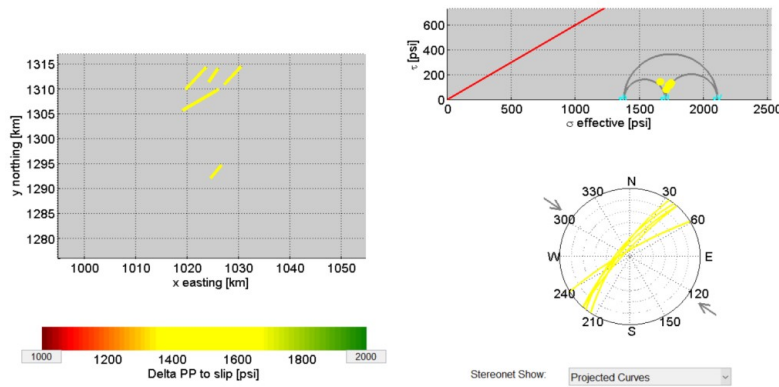 1315
1310
1305
1300
1295
1290
1285
1280
y northing [km]
1000 1010 1020 1030 1040 1050
x easting [km]
1000 1200 1400 1600 1800 2000
Delta PP to slip [psi]
600
400
200
0
τ [psi]
0 500 1000 1500 2000 2500
σ effective [psi]
N
330 30
300 60
W E
240 120
210 150
S
Stereonet Show: Projected Curves